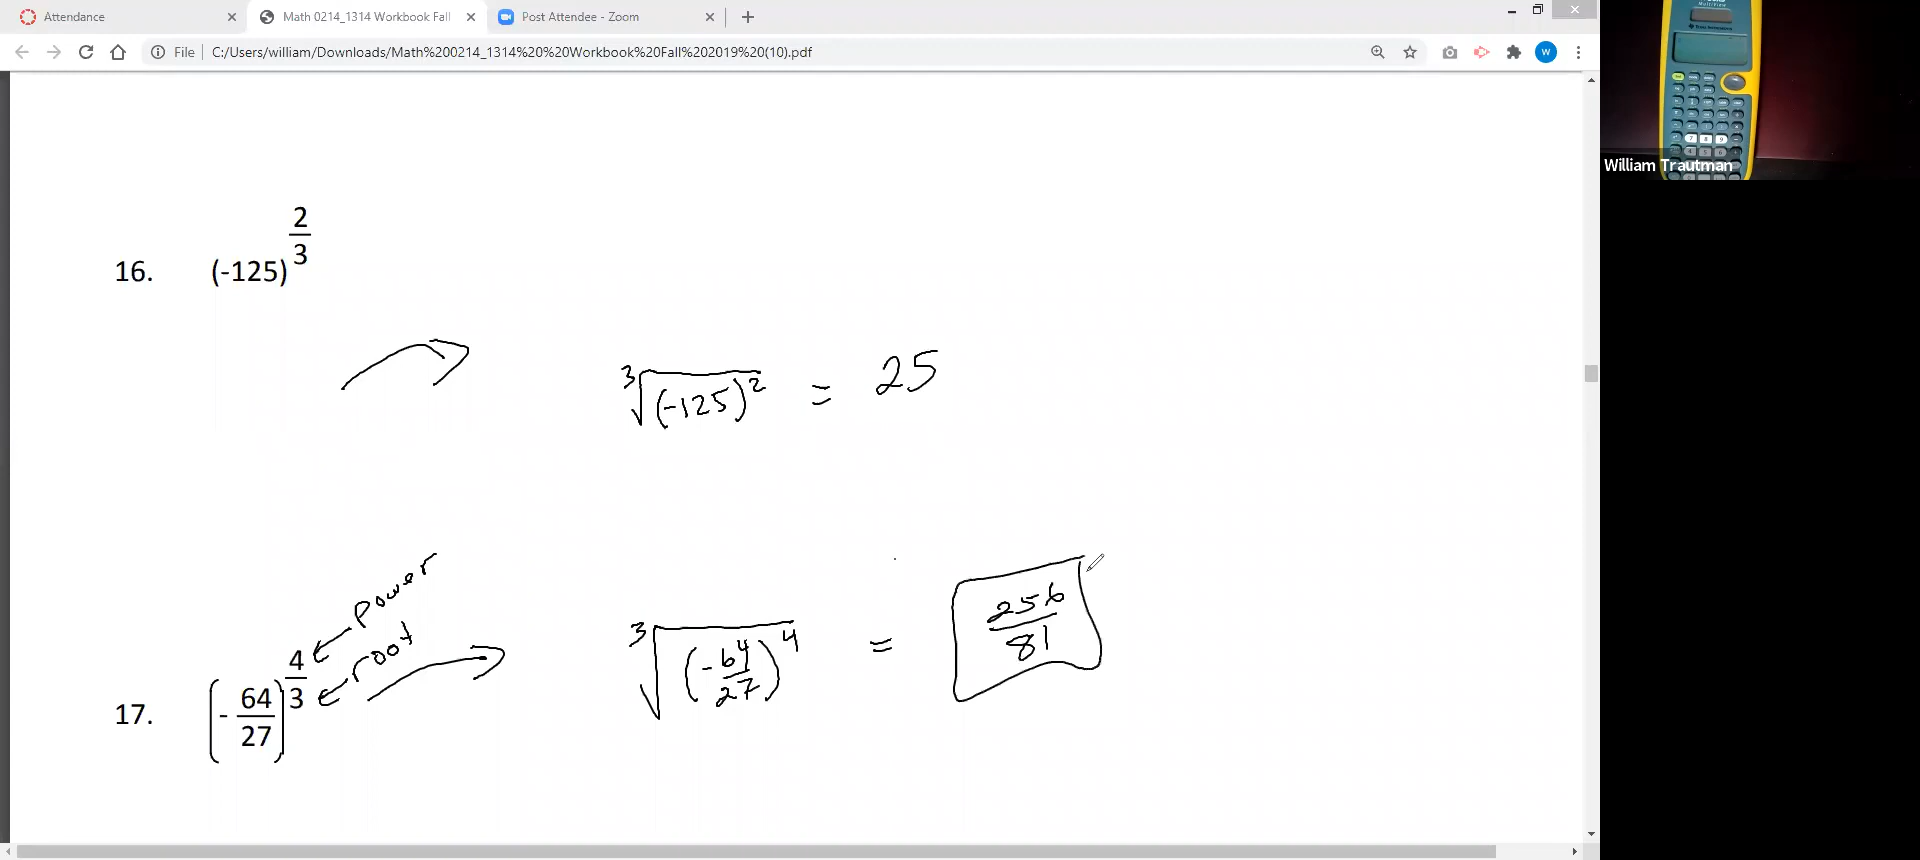 Attendance
Math 0214_1314 Workbook Fall
Post Attendee - Zoom
File C:/Users/william/Downloads/Math%200214_1314%20%20Workbook%20Fall%202019%20(10).pdf
W
William Trautman
16. (-125)^{2/3}
∛((-125)^2) = 25
power
root
17. (-64/27)^{4/3}
∛((-64/27)^4) = 256/81